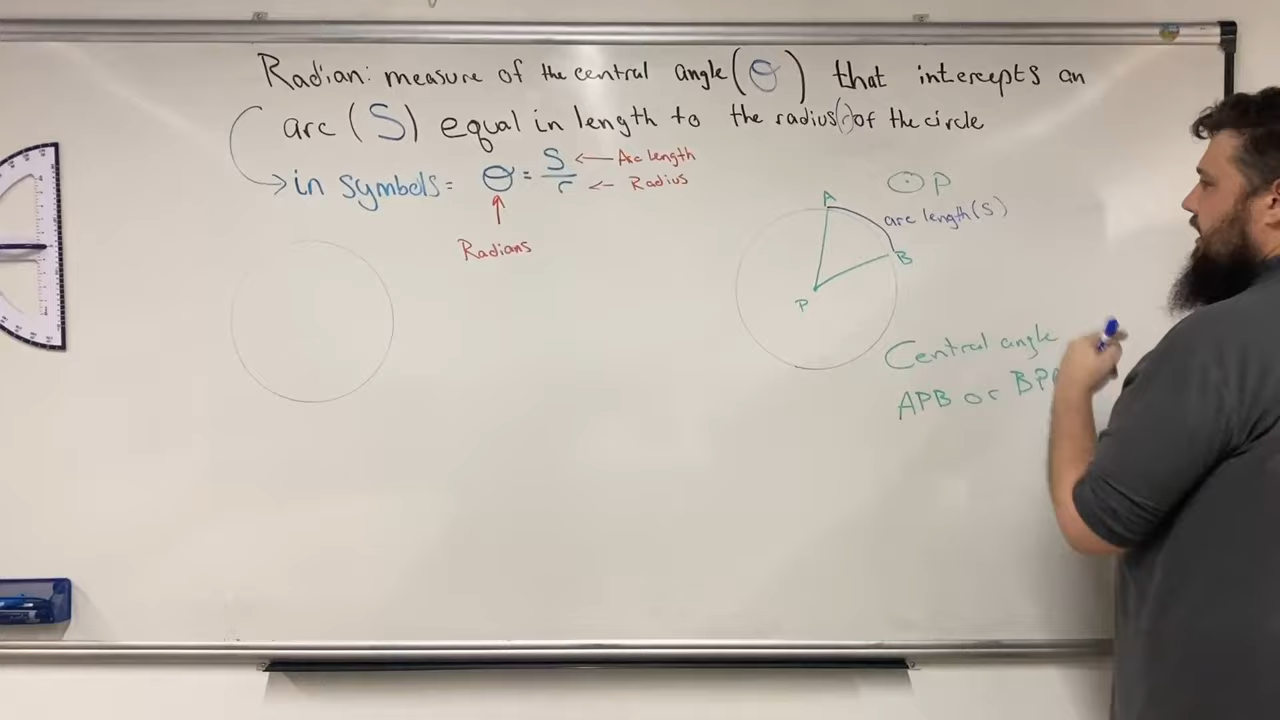 Radian: measure of the central angle (θ) that intercepts an
arc (S) equal in length to the radius (r) of the circle
in symbols = θ = S/r
← Arc length
← Radius
Radians
⊙ P
arc length (S)
A
B
P
Central angle
APB or